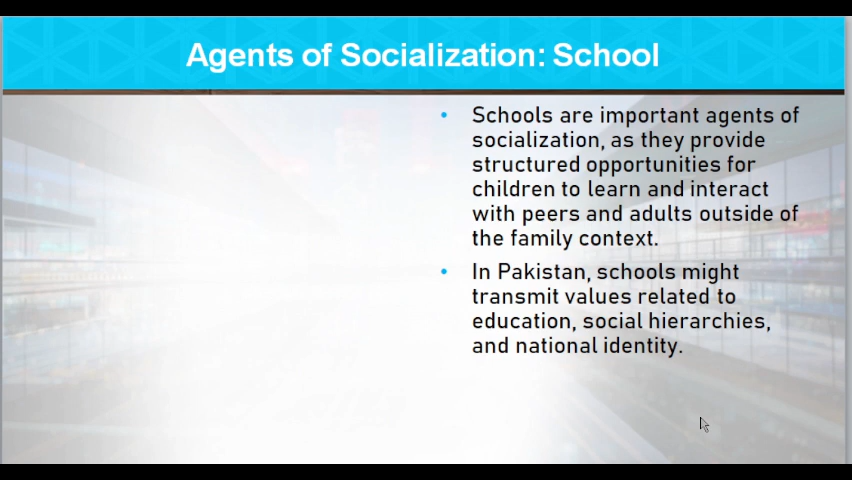 Agents of Socialization: School
• Schools are important agents of
socialization, as they provide
structured opportunities for
children to learn and interact
with peers and adults outside of
the family context.
• In Pakistan, schools might
transmit values related to
education, social hierarchies,
and national identity.